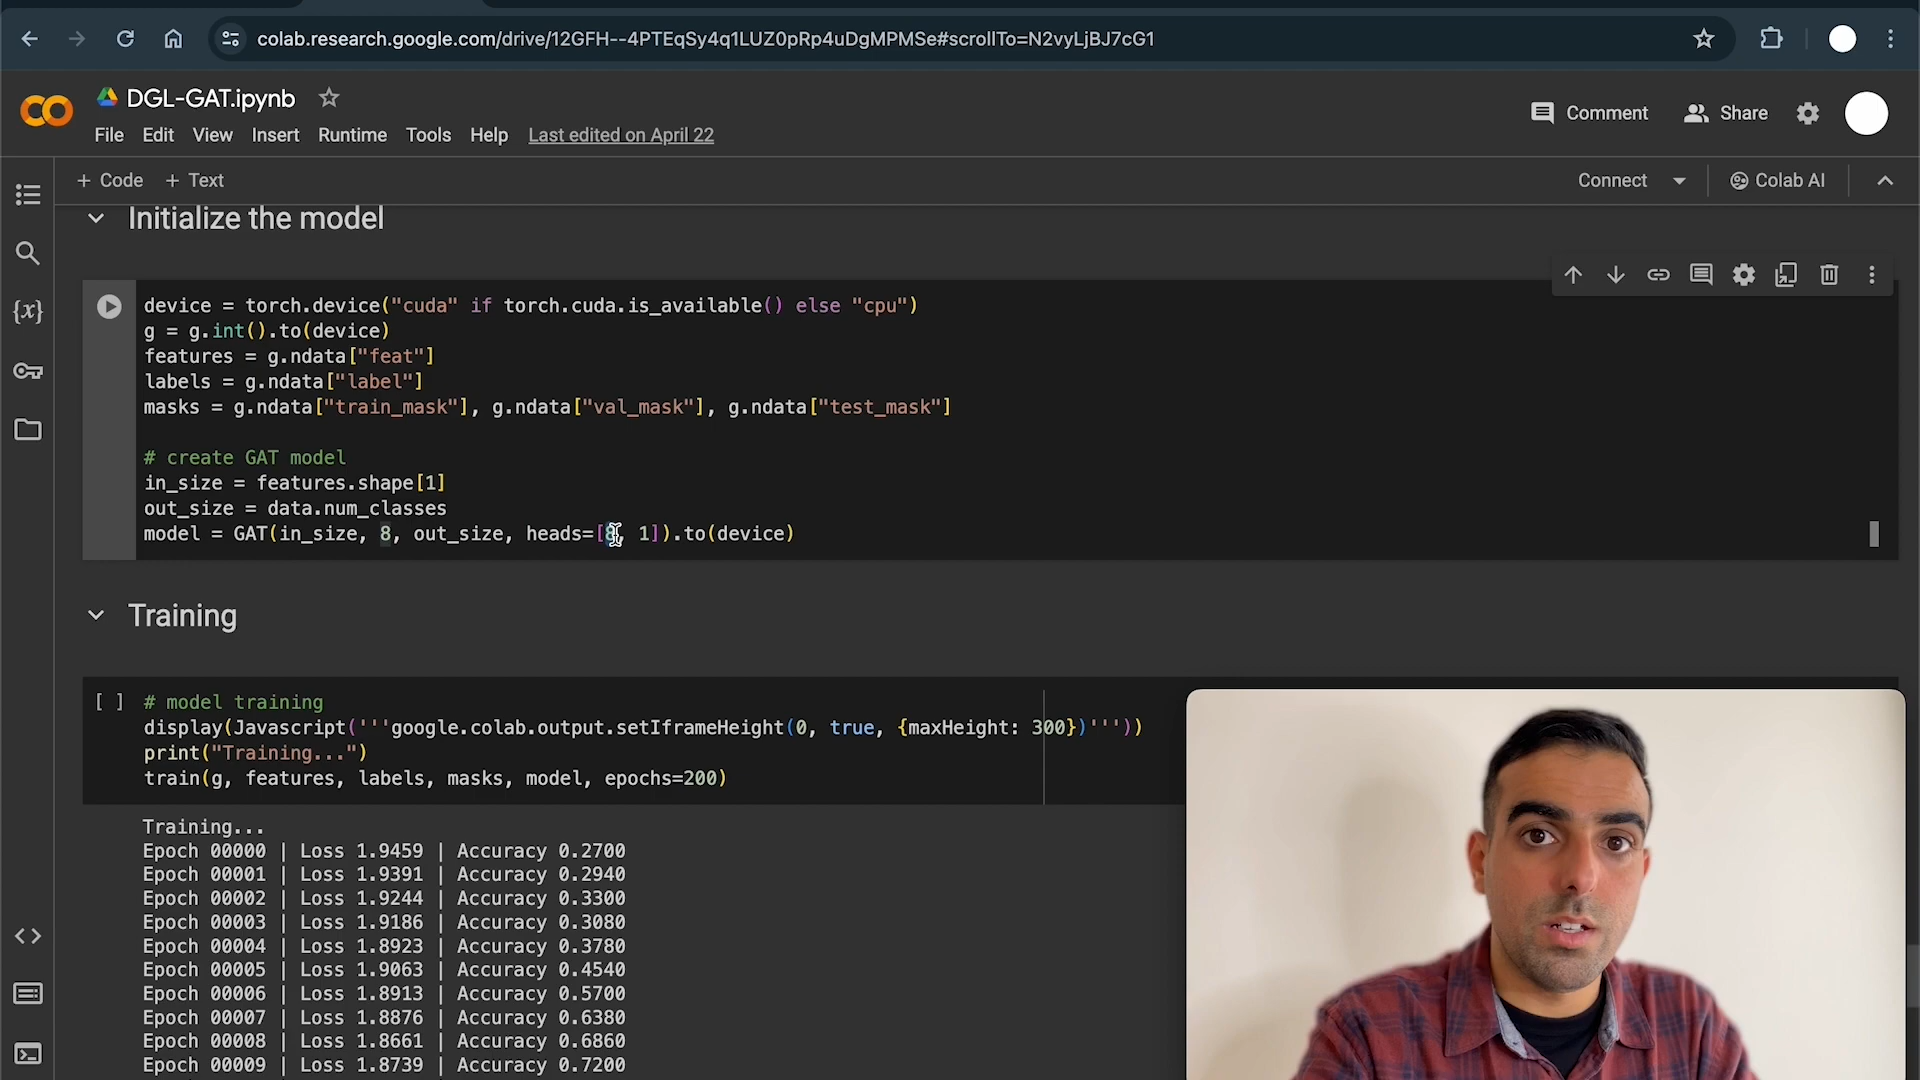 colab.research.google.com/drive/12GFH--4PTEqSy4q1LUZ0pRp4uDgMPMSe#scrollTo=N2vyLjBJ7cG1
DGL-GAT.ipynb
Comment
Share
File Edit View Insert Runtime Tools Help Last edited on April 22
+ Code + Text
Connect
Colab AI
Initialize the model
device = torch.device("cuda" if torch.cuda.is_available() else "cpu")
g = g.int().to(device)
features = g.ndata["feat"]
labels = g.ndata["label"]
masks = g.ndata["train_mask"], g.ndata["val_mask"], g.ndata["test_mask"]
# create GAT model
in_size = features.shape[1]
out_size = data.num_classes
model = GAT(in_size, 8, out_size, heads=[8, 1]).to(device)
Training
[ ] # model training
display(Javascript('''google.colab.output.setIframeHeight(0, true, {maxHeight: 300})'''))
print("Training...")
train(g, features, labels, masks, model, epochs=200)
Training...
Epoch 00000 | Loss 1.9459 | Accuracy 0.2700
Epoch 00001 | Loss 1.9391 | Accuracy 0.2940
Epoch 00002 | Loss 1.9244 | Accuracy 0.3300
Epoch 00003 | Loss 1.9186 | Accuracy 0.3080
Epoch 00004 | Loss 1.8923 | Accuracy 0.3780
Epoch 00005 | Loss 1.9063 | Accuracy 0.4540
Epoch 00006 | Loss 1.8913 | Accuracy 0.5700
Epoch 00007 | Loss 1.8876 | Accuracy 0.6380
Epoch 00008 | Loss 1.8661 | Accuracy 0.6860
Epoch 00009 | Loss 1.8739 | Accuracy 0.7200